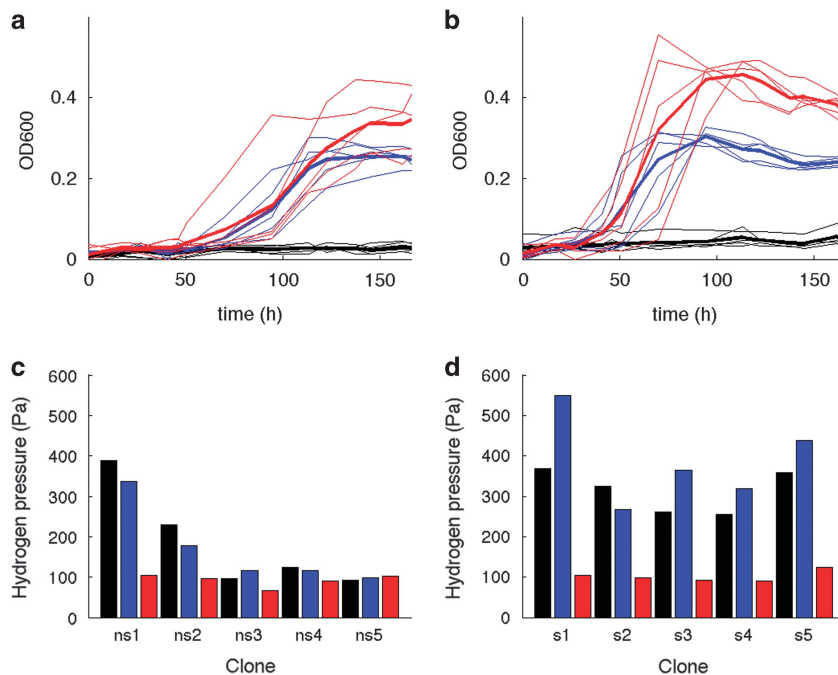 a
OD600
0.4
0.2
0
0 50 100 150
time (h)
b
OD600
0.4
0.2
0
0 50 100 150
time (h)
c
Hydrogen pressure (Pa)
600
500
400
300
200
100
0
ns1 ns2 ns3 ns4 ns5
Clone
d
Hydrogen pressure (Pa)
600
500
400
300
200
100
0
s1 s2 s3 s4 s5
Clone